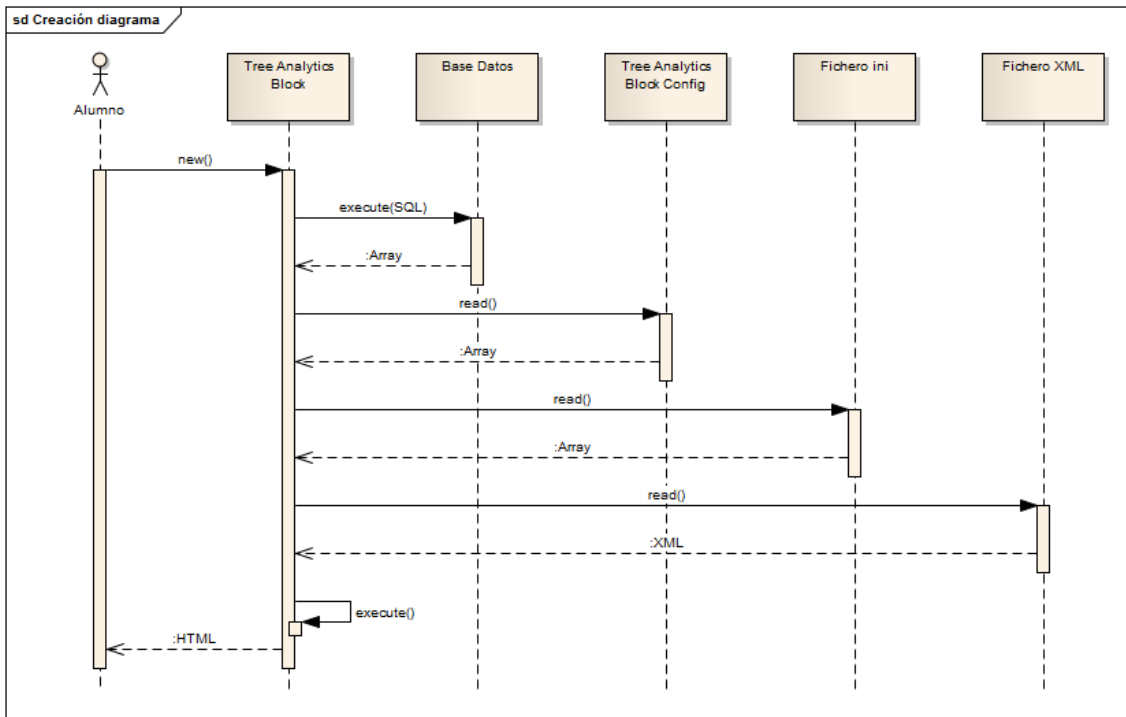 sd Creación diagrama
Alumno
Tree Analytics
Block
Base Datos
Tree Analytics
Block Config
Fichero ini
Fichero XML
new()
execute(SQL)
:Array
read()
:Array
read()
:Array
read()
:XML
execute()
:HTML